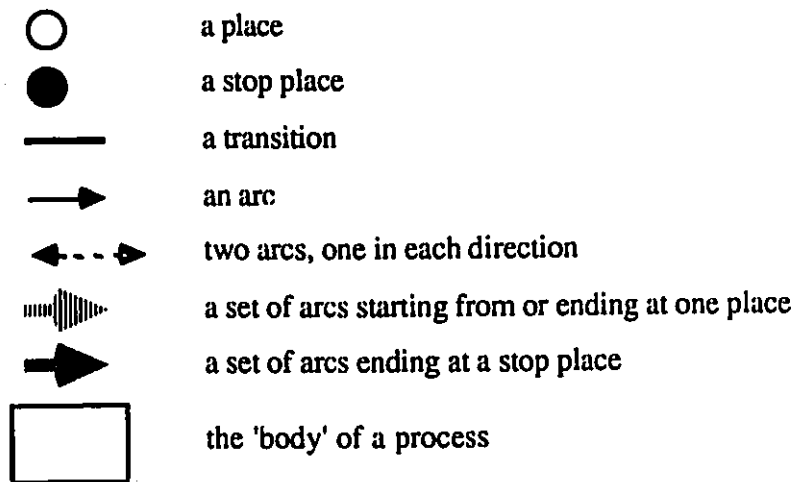 a place
a stop place
a transition
an arc
two arcs, one in each direction
a set of arcs starting from or ending at one place
a set of arcs ending at a stop place
the 'body' of a process